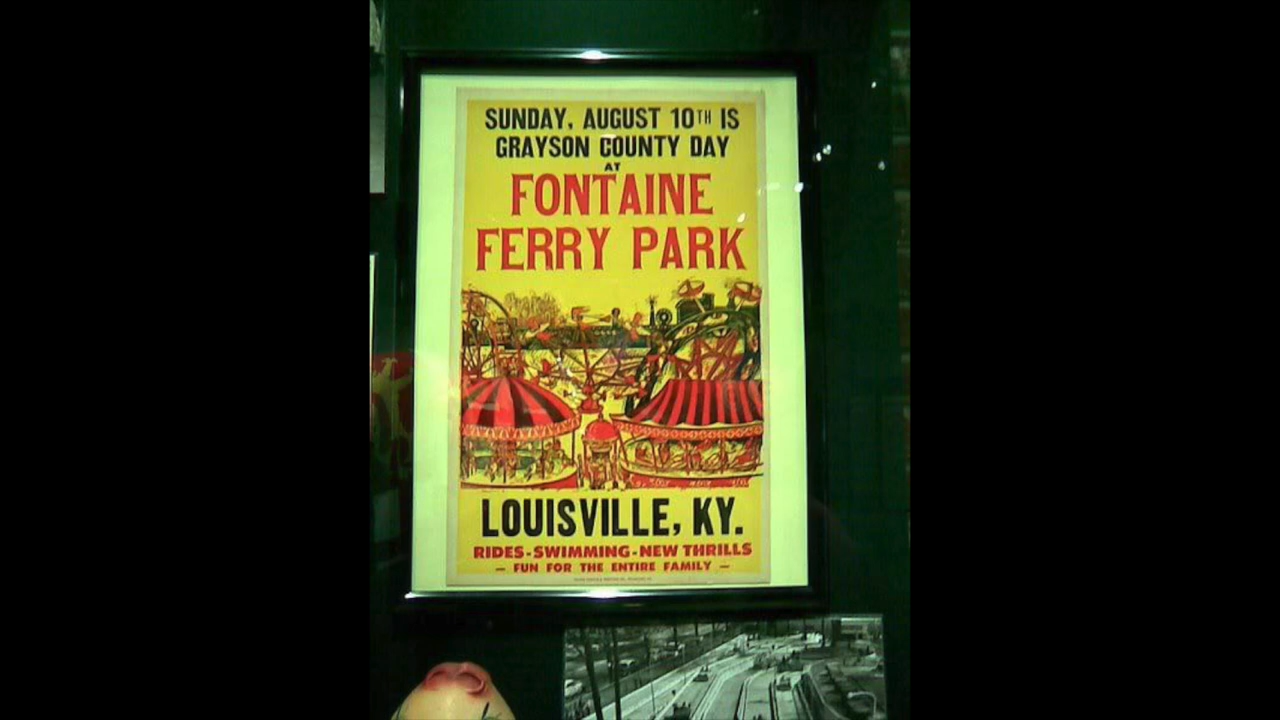 SUNDAY, AUGUST 10TH IS
GRAYSON COUNTY DAY
AT
FONTAINE
FERRY PARK
LOUISVILLE, KY.
RIDES-SWIMMING-NEW THRILLS
— FUN FOR THE ENTIRE FAMILY —